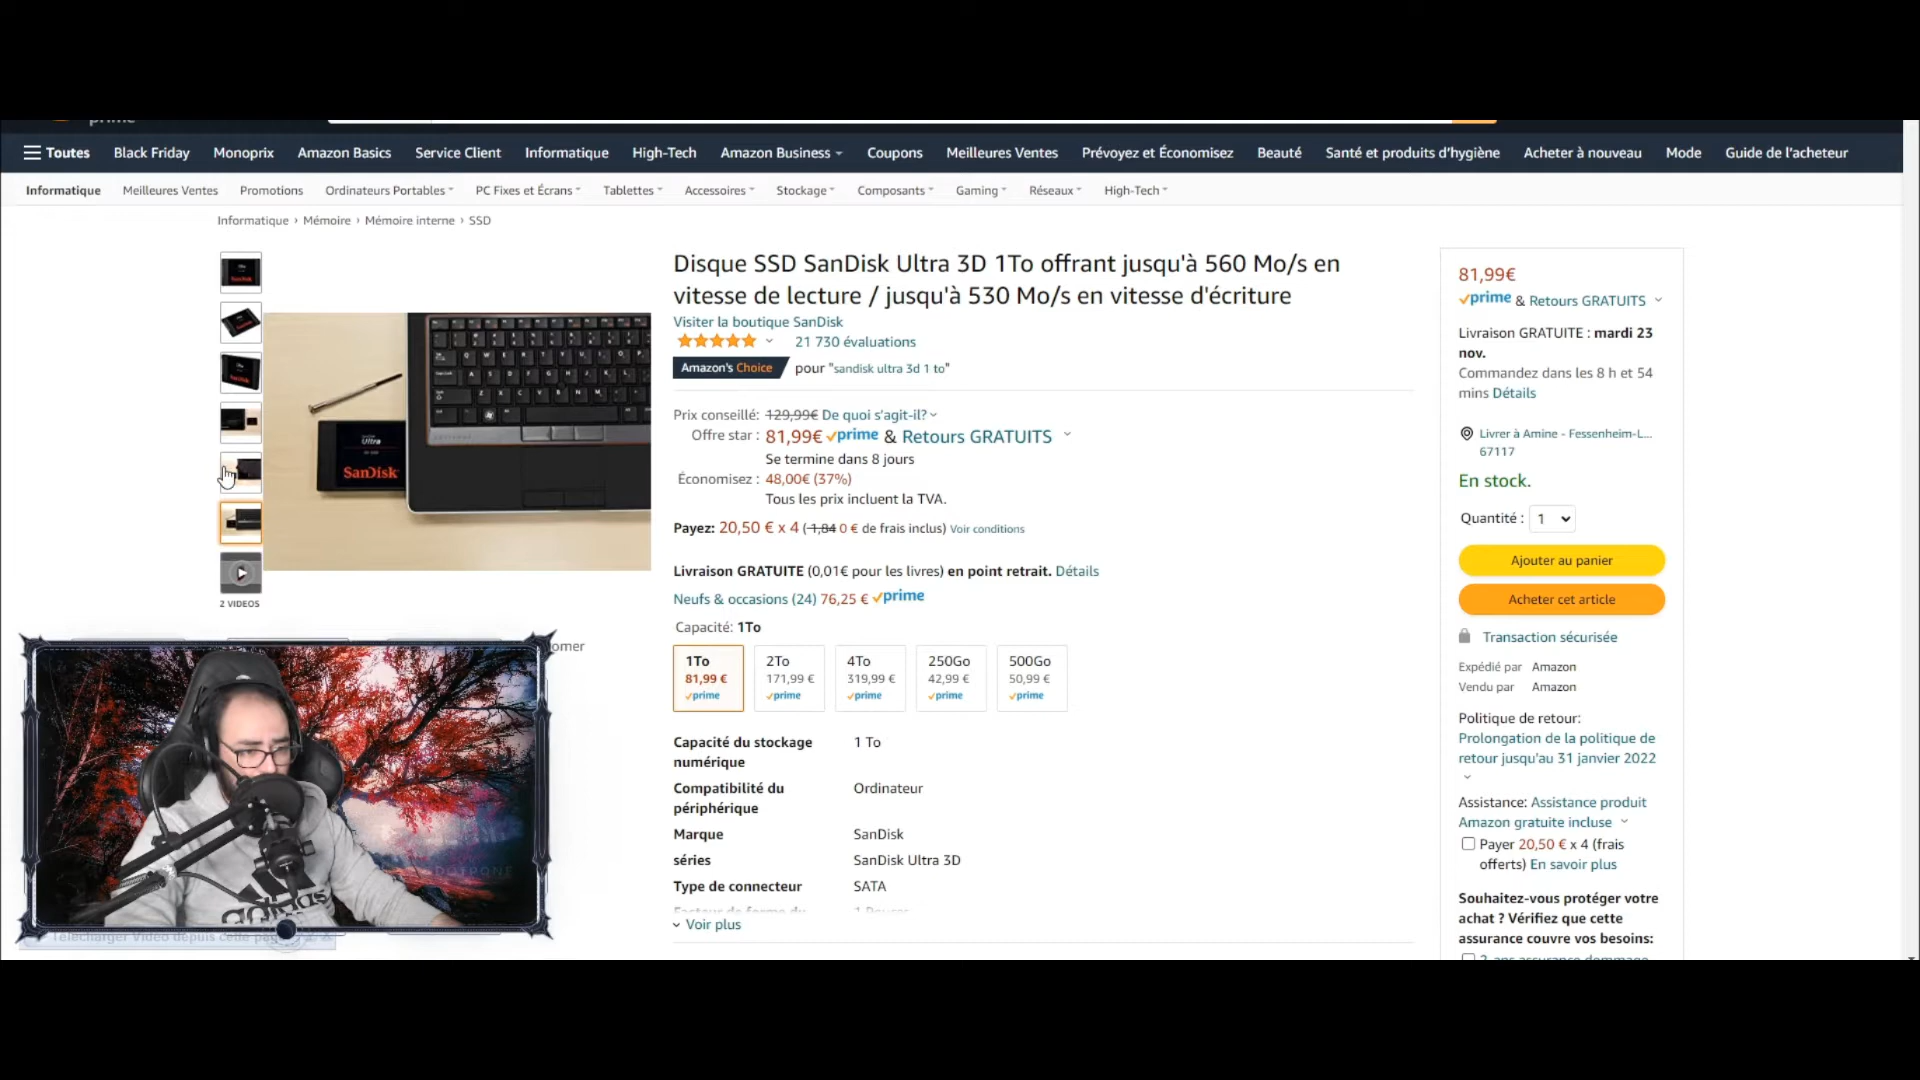 prime
Toutes Black Friday Monoprix Amazon Basics Service Client Informatique High-Tech Amazon Business Coupons Meilleures Ventes Prévoyez et Économisez Beauté Santé et produits d'hygiène Acheter à nouveau Mode Guide de l'acheteur
Informatique Meilleures Ventes Promotions Ordinateurs Portables PC Fixes et Écrans Tablettes Accessoires Stockage Composants Gaming Réseaux High-Tech
Informatique › Mémoire › Mémoire interne › SSD
2 VIDEOS
Ultra
SanDisk
omer
adidas
Télécharger Video depuis cette
Disque SSD SanDisk Ultra 3D 1To offrant jusqu'à 560 Mo/s en
vitesse de lecture / jusqu'à 530 Mo/s en vitesse d'écriture
Visiter la boutique SanDisk
21 730 évaluations
Amazon's Choice pour "sandisk ultra 3d 1 to"
Prix conseillé: 129,99€ De quoi s'agit-il?
Offre star : 81,99€ prime & Retours GRATUITS
Se termine dans 8 jours
Économisez : 48,00€ (37%)
Tous les prix incluent la TVA.
Payez: 20,50 € x 4 (1,84 0 € de frais inclus) Voir conditions
Livraison GRATUITE (0,01€ pour les livres) en point retrait. Détails
Neufs & occasions (24) 76,25 € prime
Capacité: 1To
1To 2To 4To 250Go 500Go
81,99 € 171,99 € 319,99 € 42,99 € 50,99 €
prime prime prime prime prime
Capacité du stockage 1 To
numérique
Compatibilité du Ordinateur
périphérique
Marque SanDisk
séries SanDisk Ultra 3D
Type de connecteur SATA
Facteur de forme du
Voir plus
81,99€
prime & Retours GRATUITS
Livraison GRATUITE : mardi 23
nov.
Commandez dans les 8 h et 54
mins Détails
Livrer à Amine - Fessenheim-L...
67117
En stock.
Quantité : 1
Ajouter au panier
Acheter cet article
Transaction sécurisée
Expédié par Amazon
Vendu par Amazon
Politique de retour:
Prolongation de la politique de
retour jusqu'au 31 janvier 2022
Assistance: Assistance produit
Amazon gratuite incluse
Payer 20,50 € x 4 (frais
offerts) En savoir plus
Souhaitez-vous protéger votre
achat ? Vérifiez que cette
assurance couvre vos besoins: